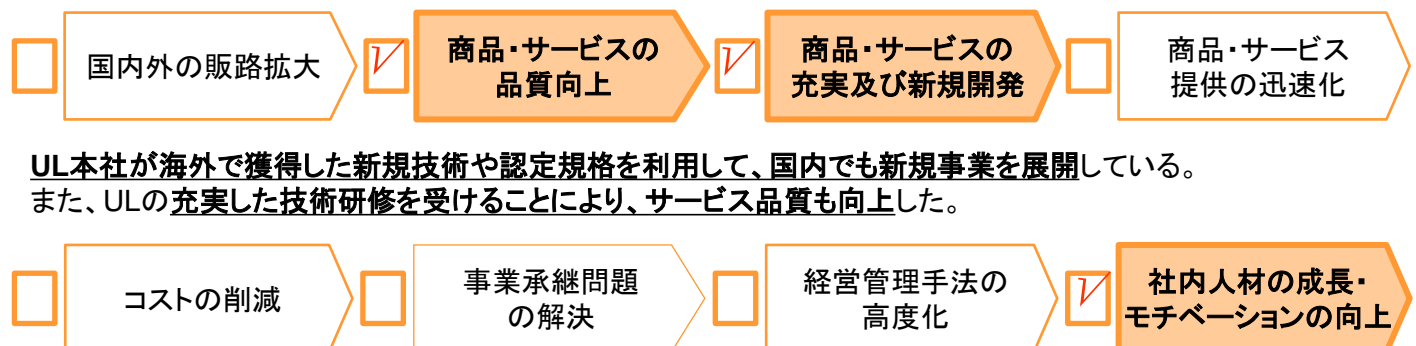 国内外の販路拡大
商品・サービスの
品質向上
商品・サービスの
充実及び新規開発
商品・サービス
提供の迅速化
UL本社が海外で獲得した新規技術や認定規格を利用して、国内でも新規事業を展開している。
また、ULの充実した技術研修を受けることにより、サービス品質も向上した。
コストの削減
事業承継問題
の解決
経営管理手法の
高度化
社内人材の成長・
モチベーションの向上